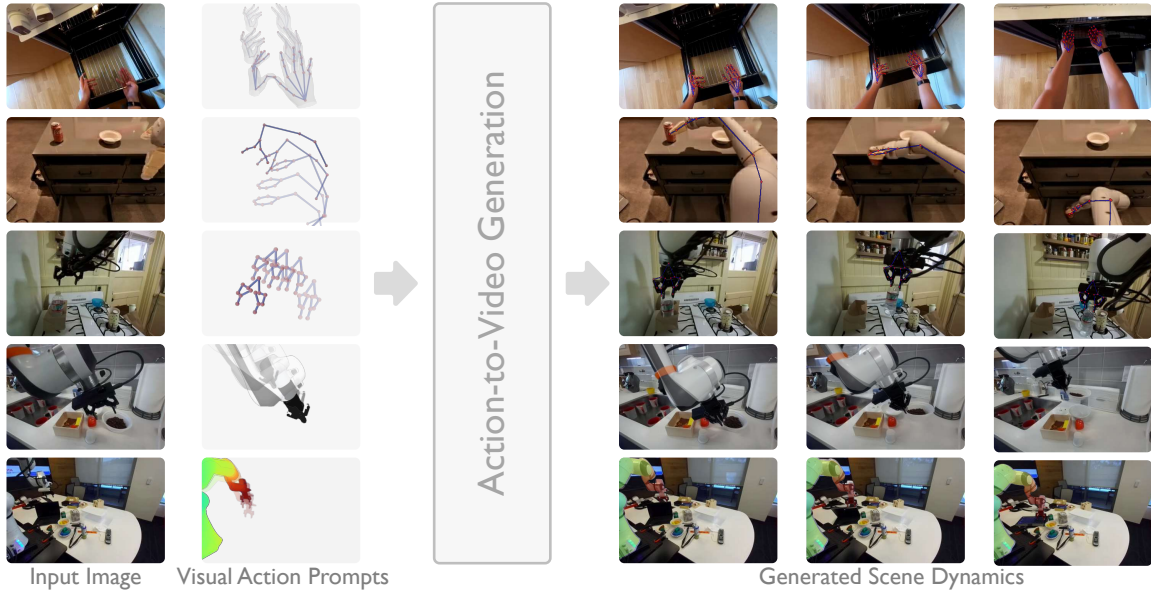 Action-to-Video Generation
Input Image
Visual Action Prompts
Generated Scene Dynamics